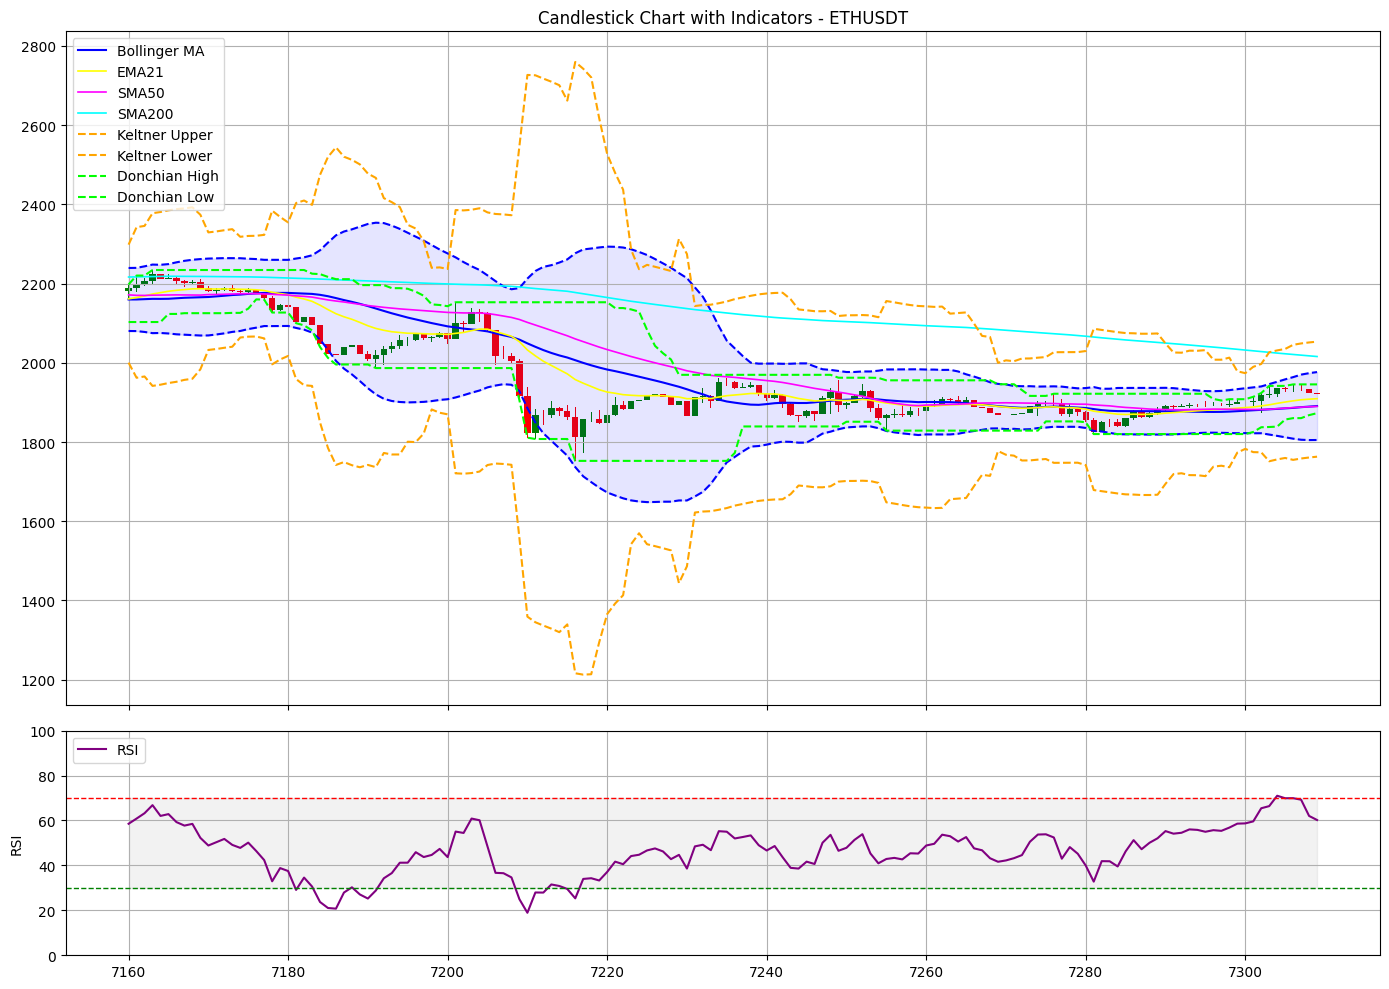 Candlestick Chart with Indicators - ETHUSDT
2800
2600
2400
2200
2000
1800
1600
1400
1200
Bollinger MA
EMA21
SMA50
SMA200
Keltner Upper
Keltner Lower
Donchian High
Donchian Low
100
80
60
40
20
0
RSI
RSI
7160 7180 7200 7220 7240 7260 7280 7300